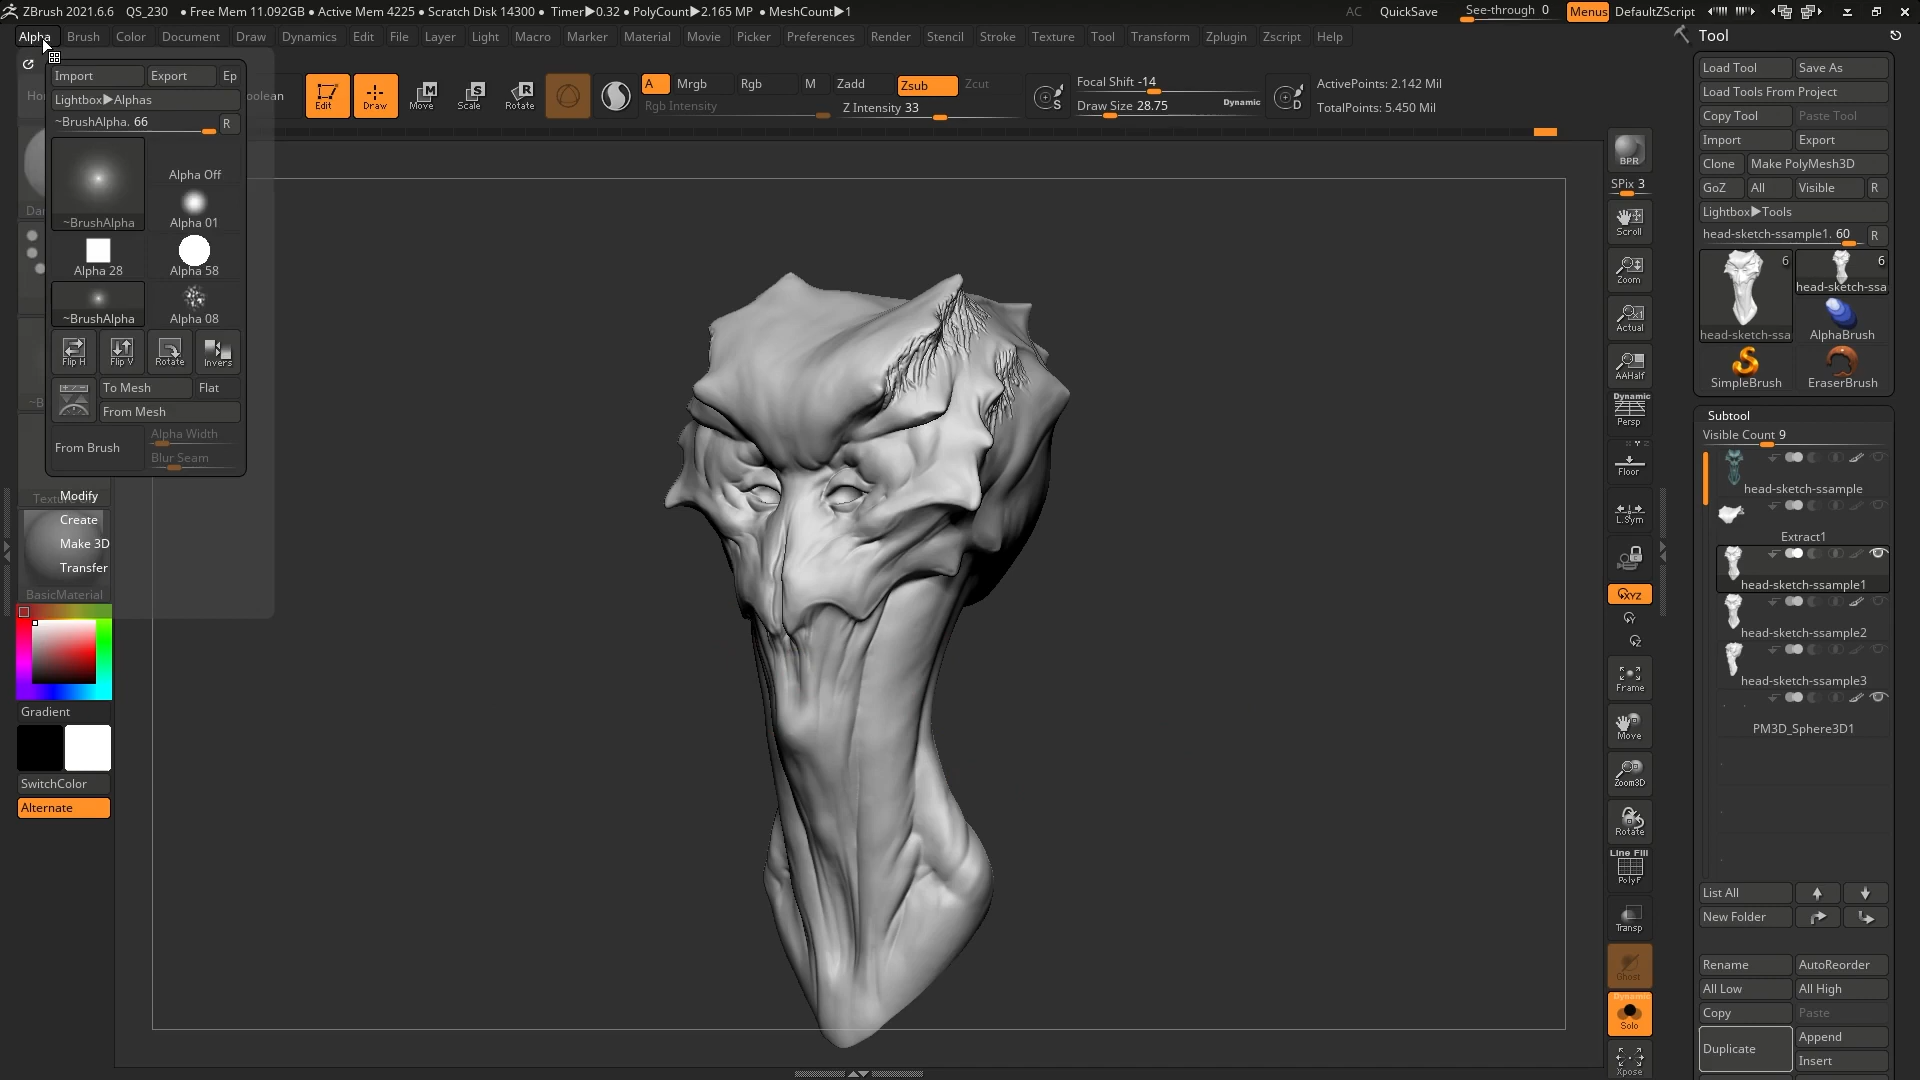 ZBrush 2021.6.6 QS_230 • Free Mem 11.092GB • Active Mem 4225 • Scratch Disk 14300 • Timer▶0.32 • PolyCount▶2.165 MP • MeshCount▶1 AC QuickSave See-through 0 Menus DefaultZScript
Alpha Brush Color Document Draw Dynamics Edit File Layer Light Macro Marker Material Movie Picker Preferences Render Stencil Stroke Texture Tool Transform Zplugin Zscript Help
Import Export Ep
Lightbox▶Alphas
~BrushAlpha. 66 R
Alpha Off
~BrushAlpha Alpha 01
Alpha 28 Alpha 58
~BrushAlpha Alpha 08
Flip H Flip V Rotate Invers
To Mesh Flat
From Mesh
From Brush Alpha Width
Blur Seam
Modify
Create
Make 3D
Transfer
BasicMaterial
Gradient
SwitchColor
Alternate
oolean
Edit Draw Move Scale Rotate
A Mrgb Rgb M Zadd Zsub Zcut
Rgb Intensity Z Intensity 33
Focal Shift -14
Draw Size 28.75 Dynamic
S
D
ActivePoints: 2.142 Mil
TotalPoints: 5.450 Mil
BPR
SPix 3
Scroll
Zoom
Actual
AAHalf
Dynamic
Persp
Floor
L.Sym
XYZ
Frame
Move
Zoom3D
Rotate
Line Fill
PolyF
Transp
Ghost
Dynamic
Solo
Xpose
Tool
Load Tool Save As
Load Tools From Project
Copy Tool Paste Tool
Import Export
Clone Make PolyMesh3D
GoZ All Visible R
Lightbox▶Tools
head-sketch-ssample1. 60 R
6 6
head-sketch-ssa
head-sketch-ssa AlphaBrush
SimpleBrush EraserBrush
Subtool
Visible Count 9
head-sketch-ssample
Extract1
head-sketch-ssample1
head-sketch-ssample2
head-sketch-ssample3
PM3D_Sphere3D1
List All
New Folder
Rename AutoReorder
All Low All High
Copy Paste
Duplicate Append
Insert